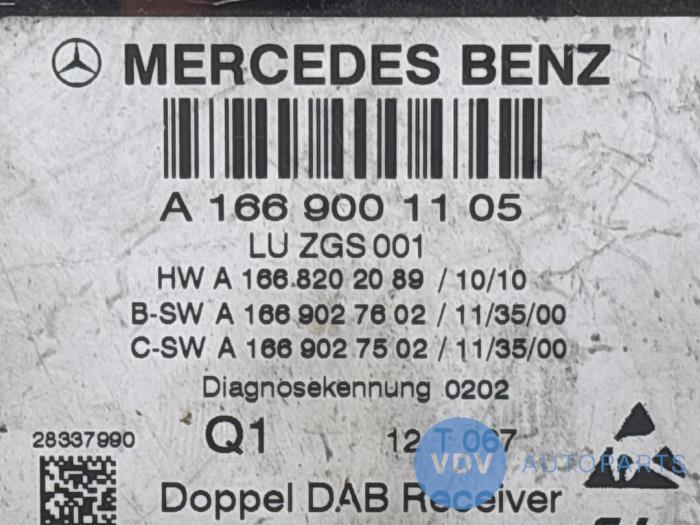 MERCEDES BENZ
A 166 900 11 05
LU ZGS 001
HW A 166 820 20 89 / 10/10
B-SW A 166 902 76 02 / 11/35/00
C-SW A 166 902 75 02 / 11/35/00
Diagnosekennung 0202
28337990 Q1 12 T 067
VDV AUTOPARTS
Doppel DAB Receiver